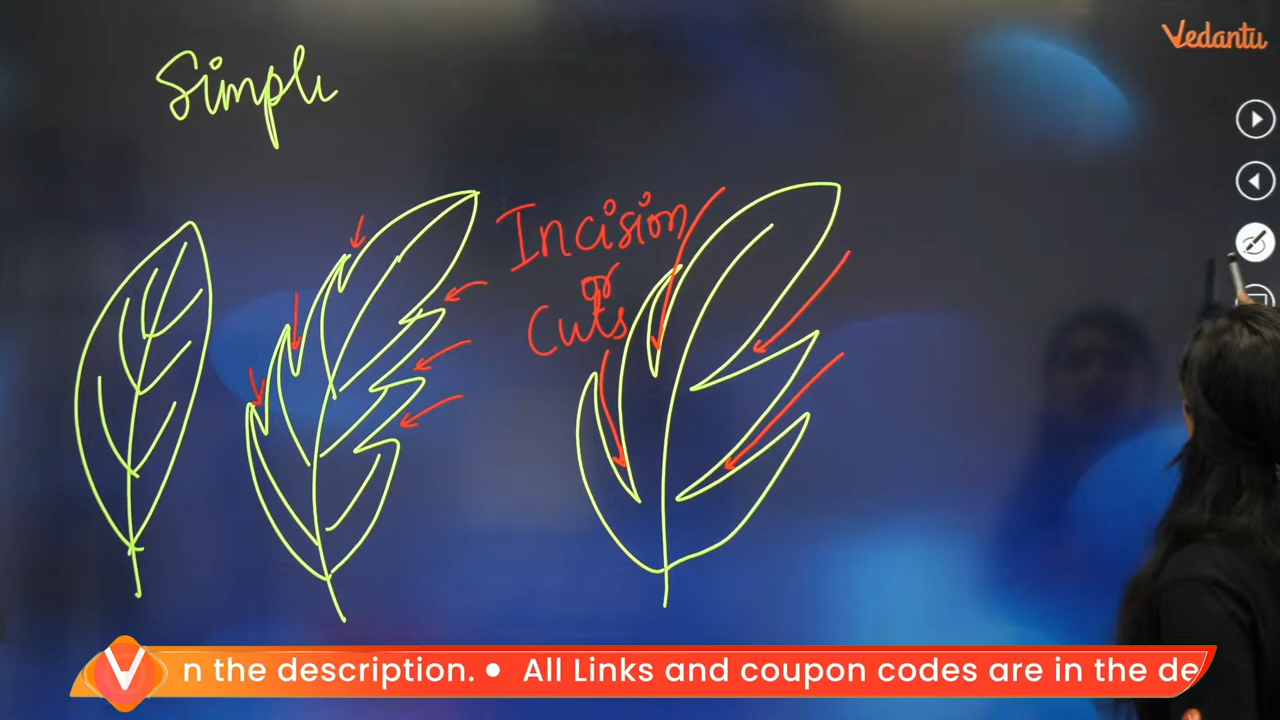 Vedantu
Simple
Incision
or
Cuts
n the description. • All Links and coupon codes are in the de